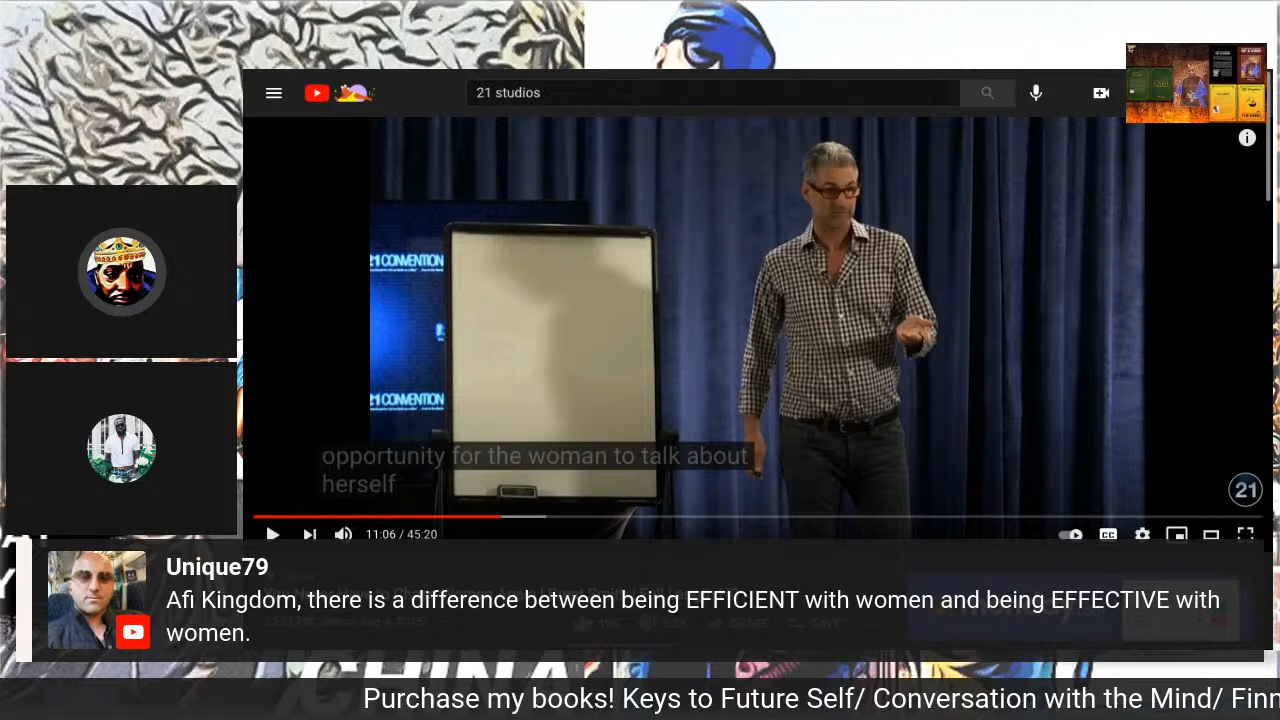 21 studios
21 CONVENTION
21 CONVENTION
opportunity for the woman to talk about
herself
21
11:06 / 45:20
CC
Unique79
Afi Kingdom, there is a difference between being EFFICIENT with women and being EFFECTIVE with
women.
CHINA
Purchase my books! Keys to Future Self/ Conversation with the Mind/ Finn